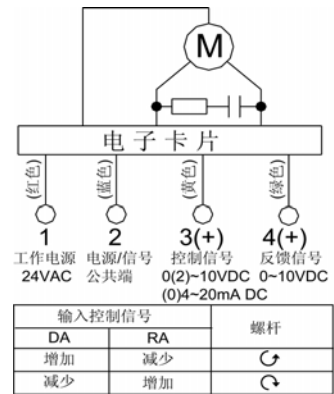 M
电子卡片
(红色) (蓝色) (黄色) (绿色)
1 2 3(+) 4(+)
工作电源 电源/信号 控制信号 反馈信号
24VAC 公共端 0(2)~10VDC 0~10VDC
(0)4~20mA DC
输入控制信号 螺杆
DA RA
增加 减少
减少 增加